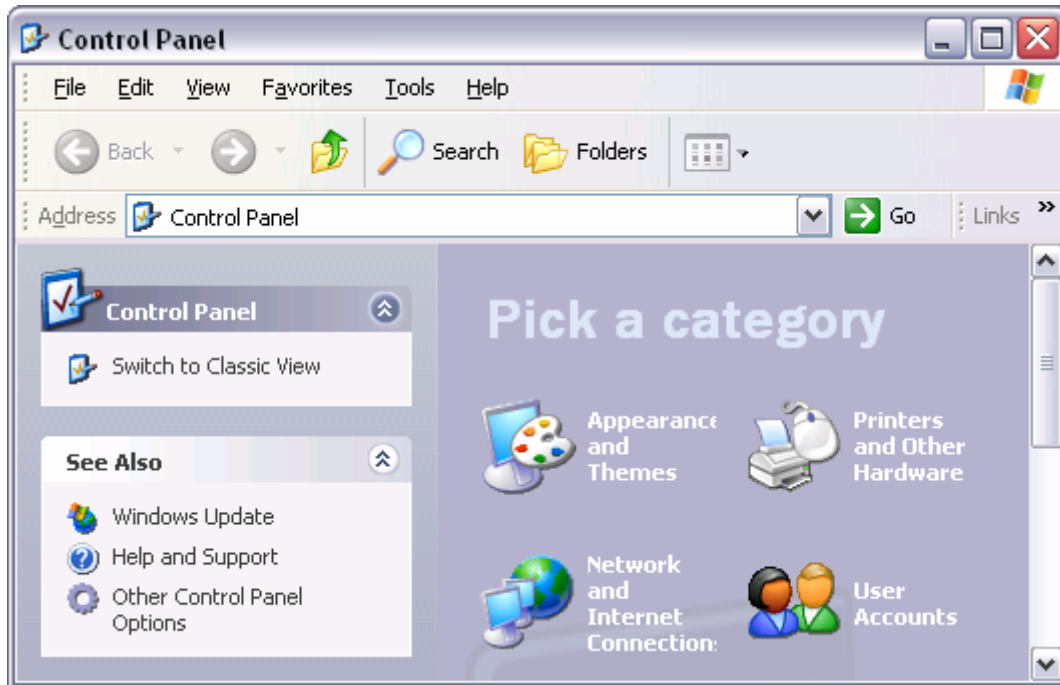 Control Panel
File Edit View Favorites Tools Help
Back Search Folders
Address Control Panel Go Links »
Control Panel
Switch to Classic View
See Also
Windows Update
Help and Support
Other Control Panel
Options
Pick a category
Appearance
and
Themes
Printers
and Other
Hardware
Network
and
Internet
Connections
User
Accounts